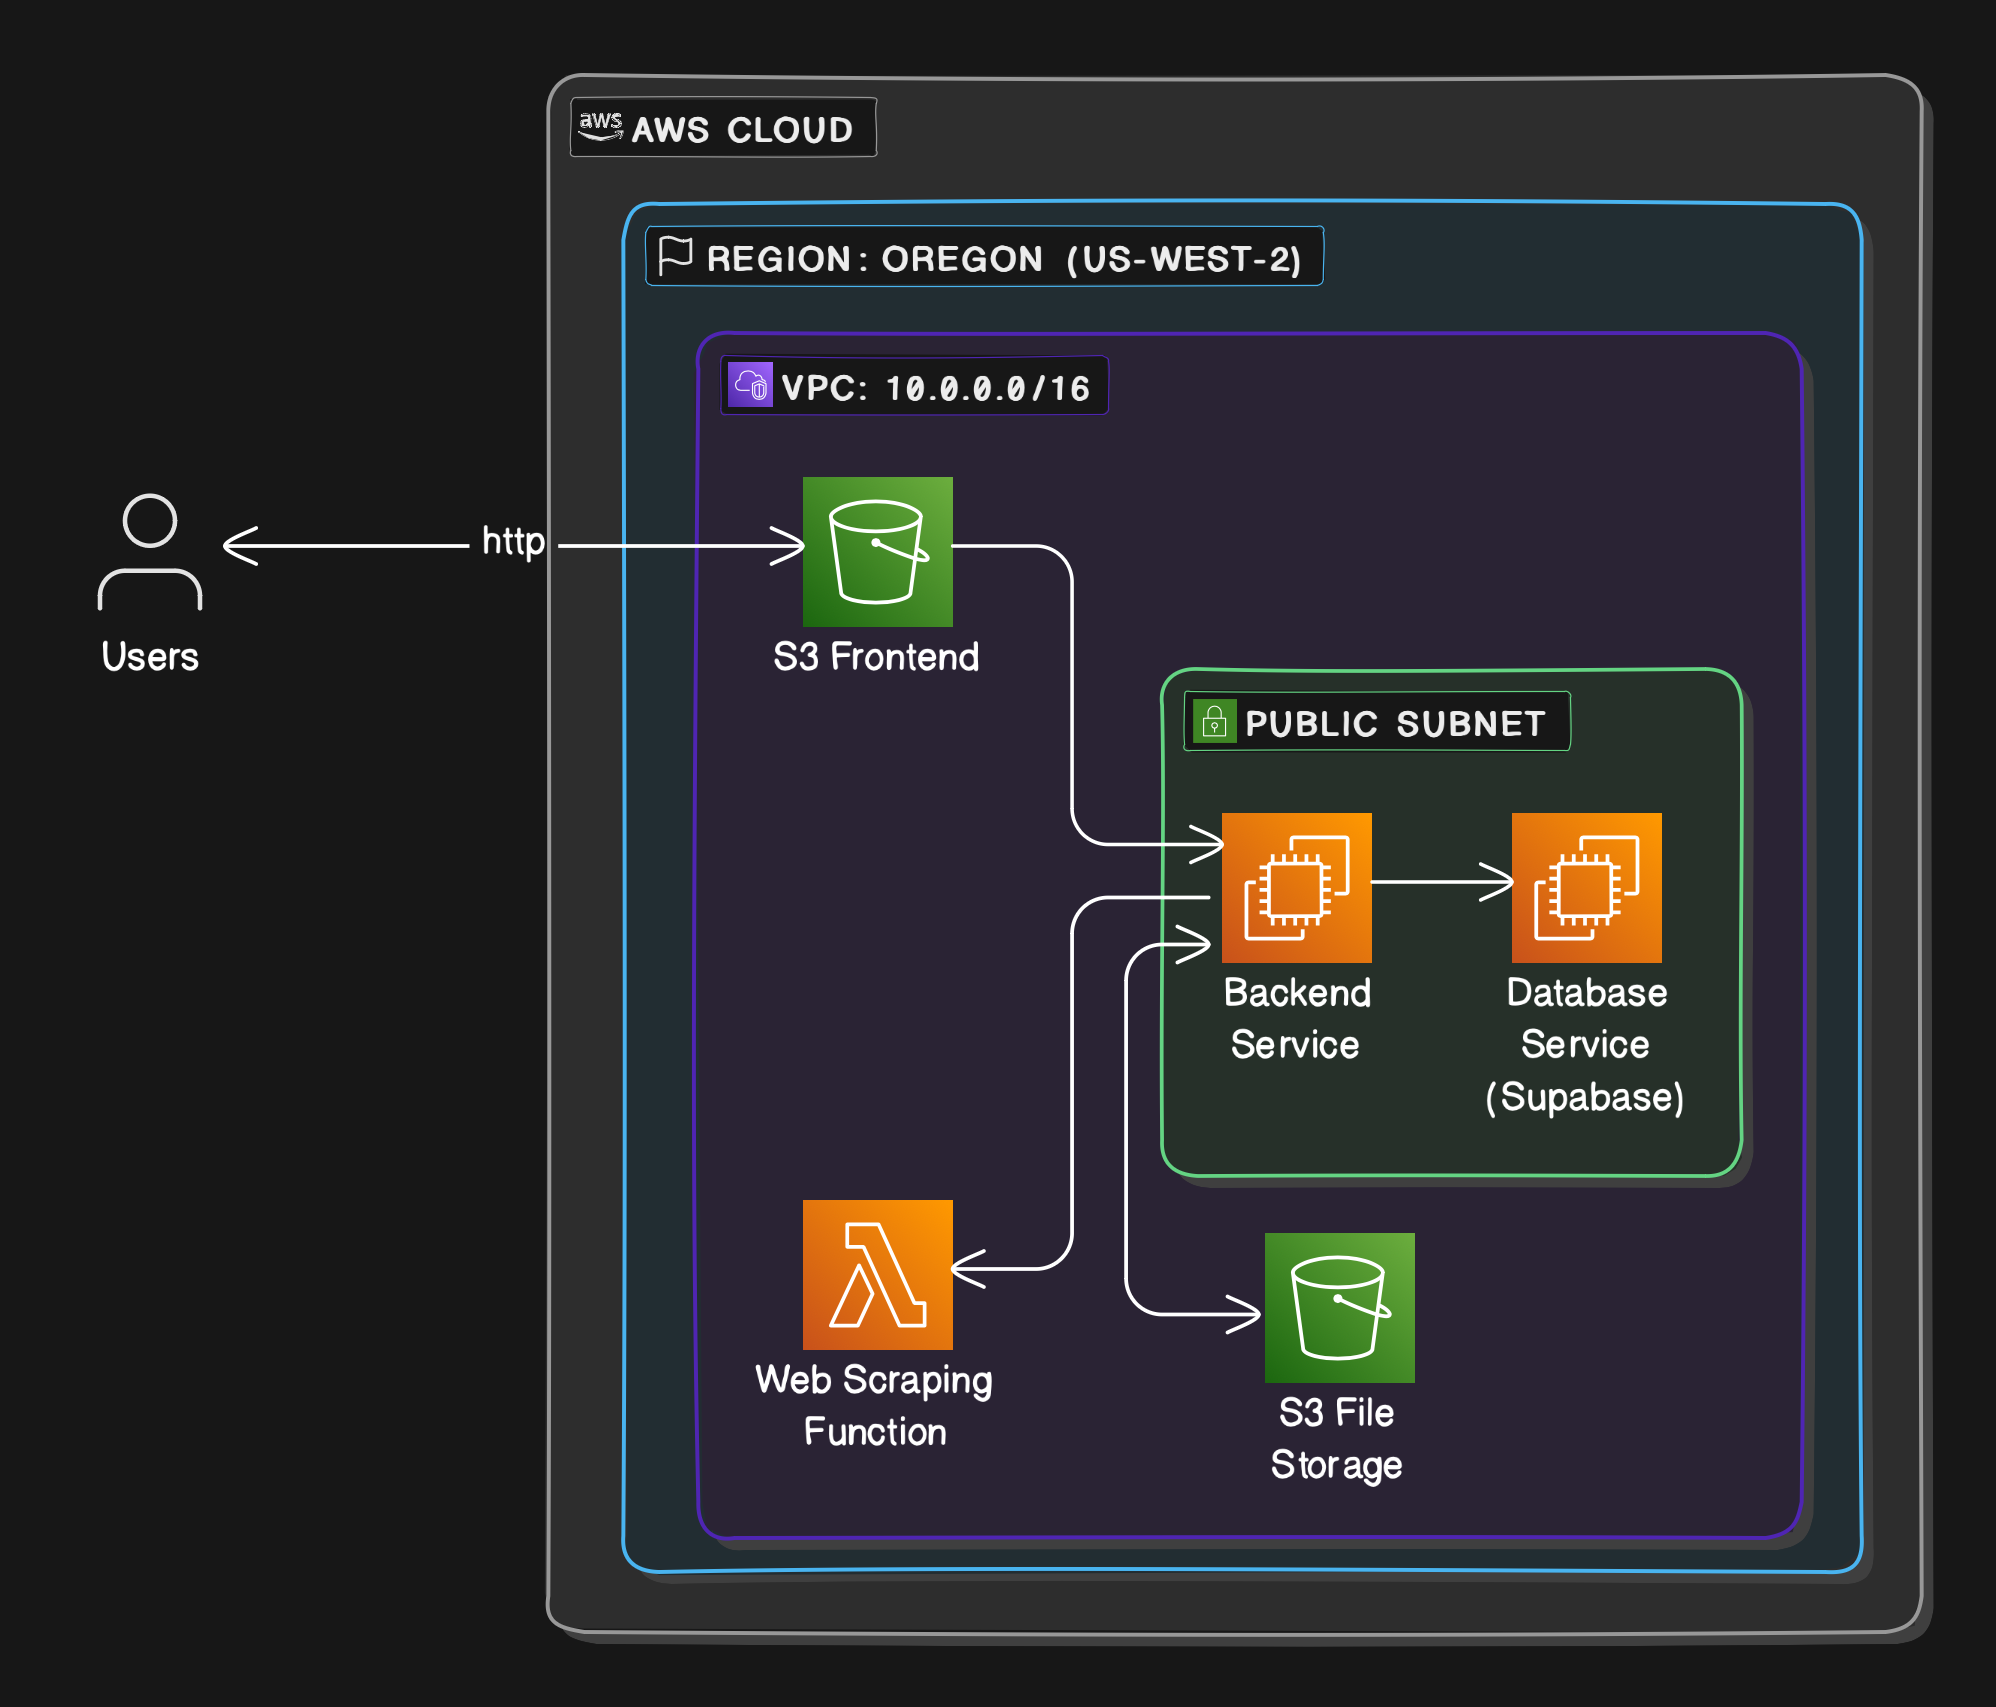 aws AWS CLOUD
REGION: OREGON (US-WEST-2)
VPC: 10.0.0.0/16
http
Users
S3 Frontend
PUBLIC SUBNET
Backend
Service
Database
Service
(Supabase)
Web Scraping
Function
S3 File
Storage